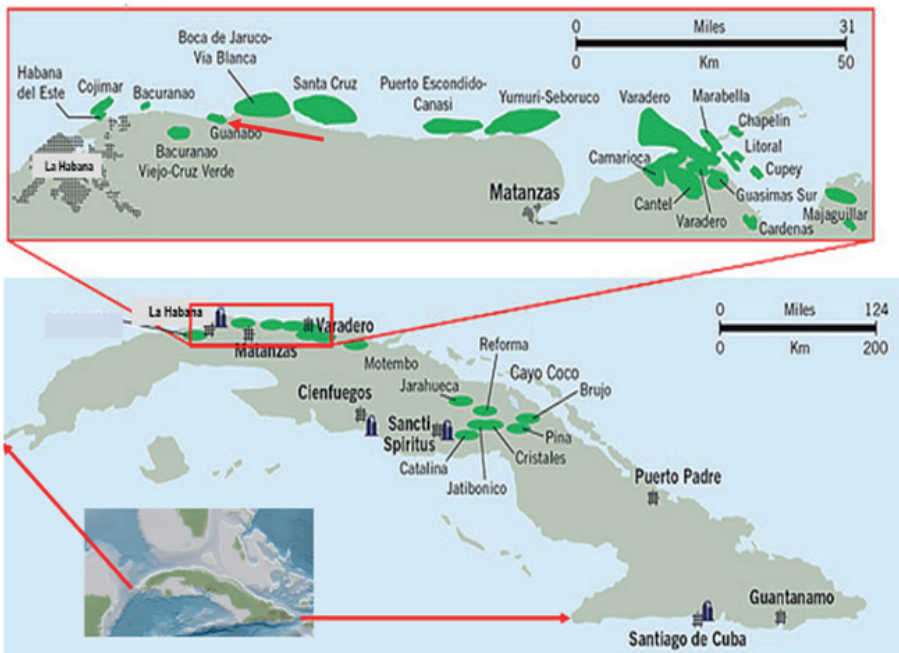 0 Miles 31
Km
0 50
Habana
del Este
Cojimar
Bacuranao
Boca de Jaruco-
Via Blanca
Santa Cruz
Puerto Escondido-
Canasi
Yumuri-Seboruco
Varadero
Marabella
Chapelin
Litoral
Cupey
Guanabo
La Habana
Bacuranao
Viejo-Cruz Verde
Camarioca
Matanzas
Cantel
Varadero
Guasimas Sur
Cardenas
Majaguillar
La Habana
Varadero
Matanzas
Motembo
0 Miles 124
0 Km 200
Reforma
Cayo Coco
Jarahueca
Brujo
Cienfuegos
Sancti
Spiritus
Pina
Catalina
Cristales
Jatibonico
Puerto Padre
Guantanamo
Santiago de Cuba